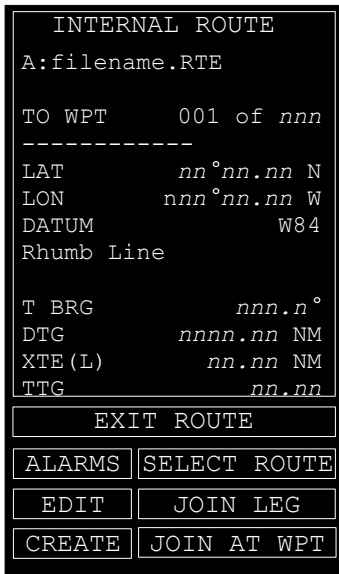 INTERNAL ROUTE
A:filename.RTE
TO WPT 001 of nnn
------------
LAT nn°nn.nn N
LON nnn°nn.nn W
DATUM W84
Rhumb Line
T BRG nnn.n°
DTG nnnn.nn NM
XTE(L) nn.nn NM
TTG nn.nn
EXIT ROUTE
ALARMS SELECT ROUTE
EDIT JOIN LEG
CREATE JOIN AT WPT